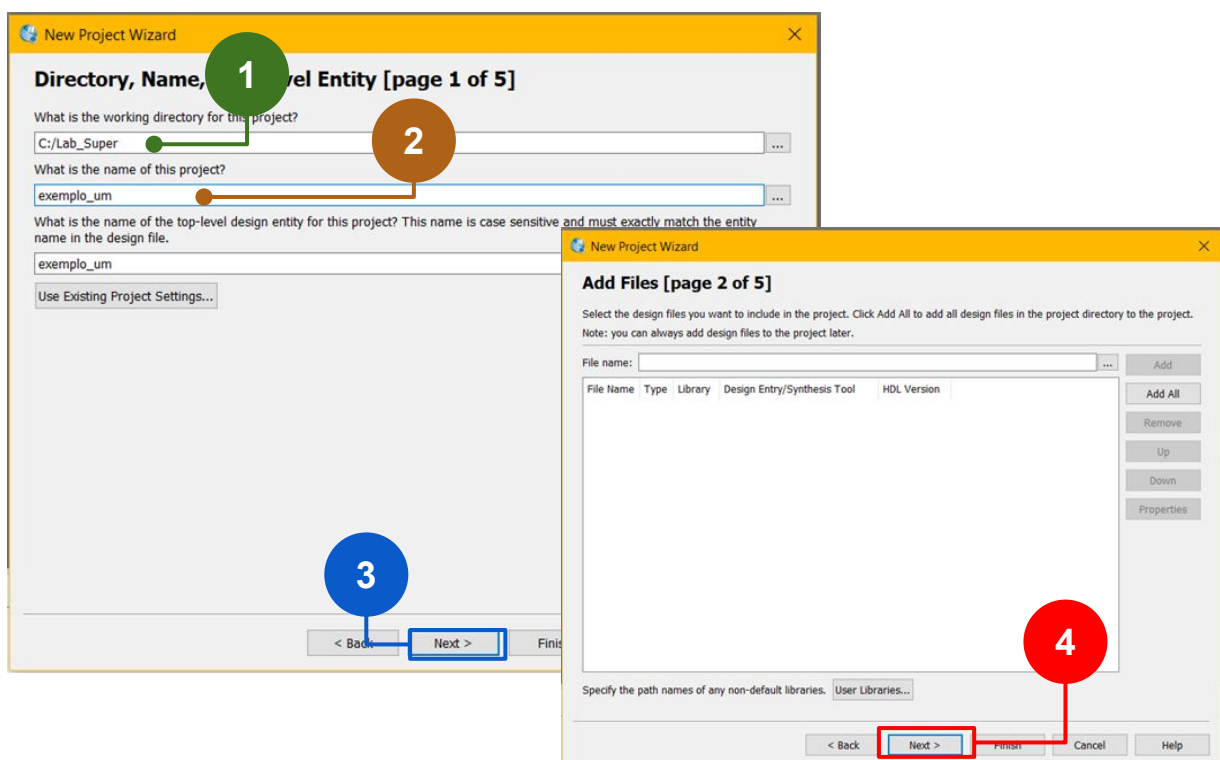 New Project Wizard
Directory, Name, vel Entity [page 1 of 5]
1
What is the working directory for this project?
C:/Lab_Super
...
2
What is the name of this project?
exemplo_um
...
What is the name of the top-level design entity for this project? This name is case sensitive and must exactly match the entity
name in the design file.
exemplo_um
Use Existing Project Settings...
3
< Back
Next >
Finis
New Project Wizard
Add Files [page 2 of 5]
Select the design files you want to include in the project. Click Add All to add all design files in the project directory to the project.
Note: you can always add design files to the project later.
File name:
...
Add
File Name Type Library Design Entry/Synthesis Tool HDL Version
Add All
Remove
Up
Down
Properties
4
Specify the path names of any non-default libraries. User Libraries...
< Back
Next >
Finish
Cancel
Help